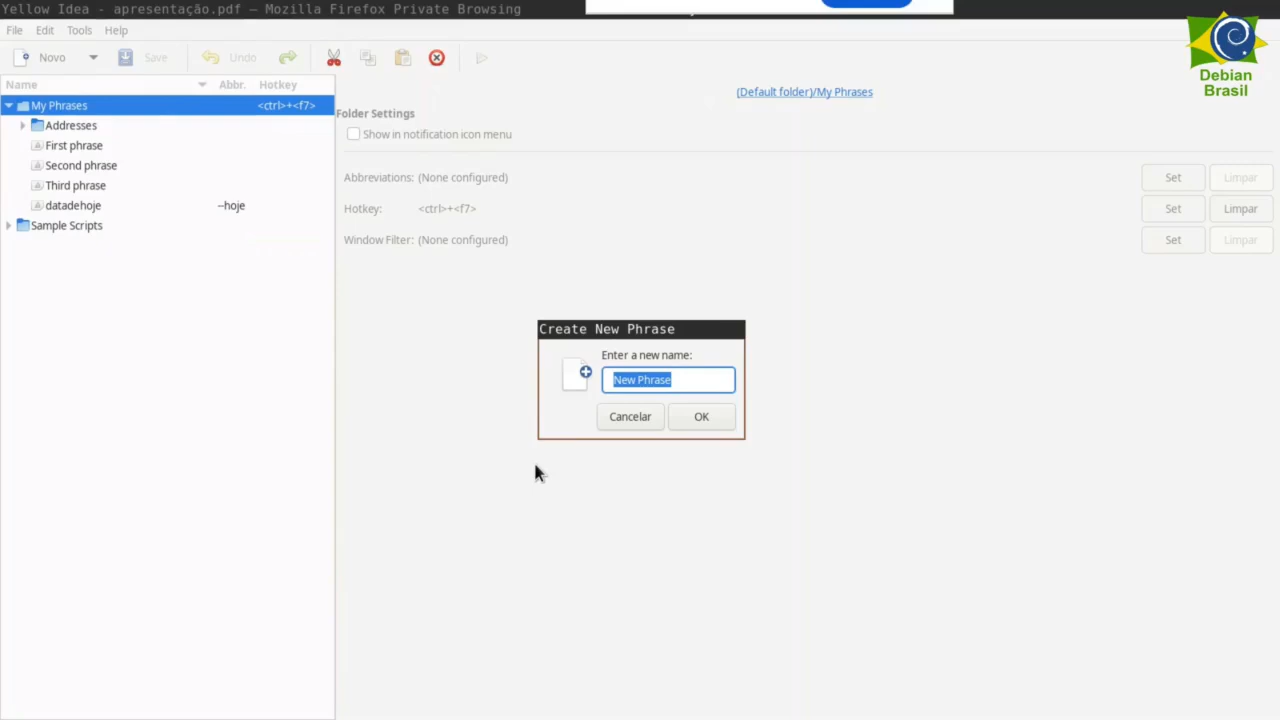 Yellow Idea - apresentação.pdf — Mozilla Firefox Private Browsing
File Edit Tools Help
Novo Save Undo
Name Abbr. Hotkey
My Phrases <ctrl>+<f7>
Addresses
First phrase
Second phrase
Third phrase
datadehoje --hoje
Sample Scripts
(Default folder)/My Phrases
Folder Settings
Show in notification icon menu
Abbreviations: (None configured) Set Limpar
Hotkey: <ctrl>+<f7> Set Limpar
Window Filter: (None configured) Set Limpar
Create New Phrase
Enter a new name:
New Phrase
Cancelar OK
Debian
Brasil